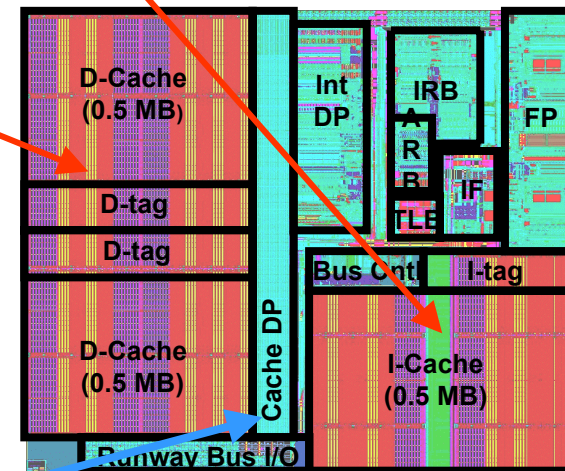 D-Cache
(0.5 MB)
D-tag
D-tag
D-Cache
(0.5 MB)
Cache DP
Runway Bus I/O
Int
DP
IRB
A
R
B
TLB
IF
FP
Bus Cntl
I-tag
I-Cache
(0.5 MB)